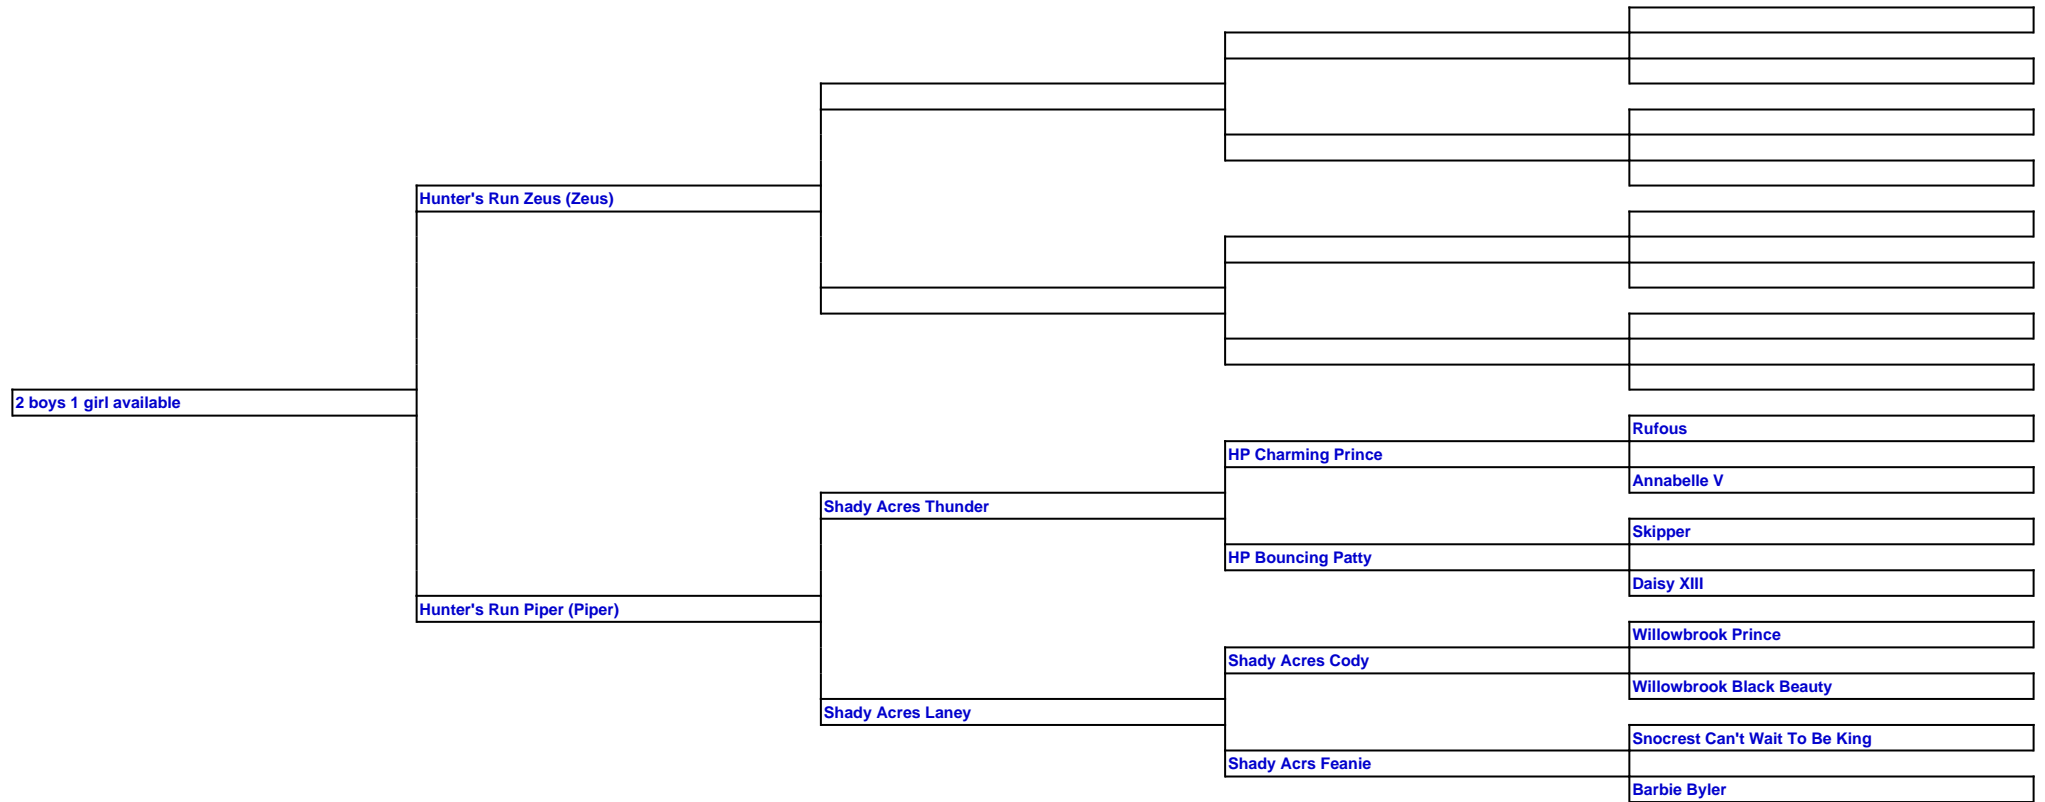 Hunter's Run Zeus (Zeus)
2 boys 1 girl available
Rufous
HP Charming Prince
Annabelle V
Shady Acres Thunder
Skipper
HP Bouncing Patty
Daisy XIII
Hunter's Run Piper (Piper)
Willowbrook Prince
Shady Acres Cody
Willowbrook Black Beauty
Shady Acres Laney
Snocrest Can't Wait To Be King
Shady Acrs Feanie
Barbie Byler